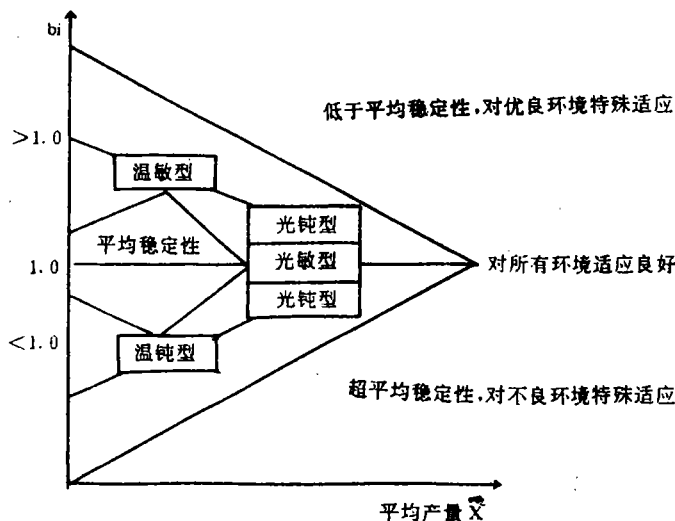 bi
低于平均稳定性,对优良环境特殊适应
>1.0
温敏型
光钝型
平均稳定性
光敏型
1.0
对所有环境适应良好
光钝型
<1.0
温钝型
超平均稳定性,对不良环境特殊适应
平均产量 X̄